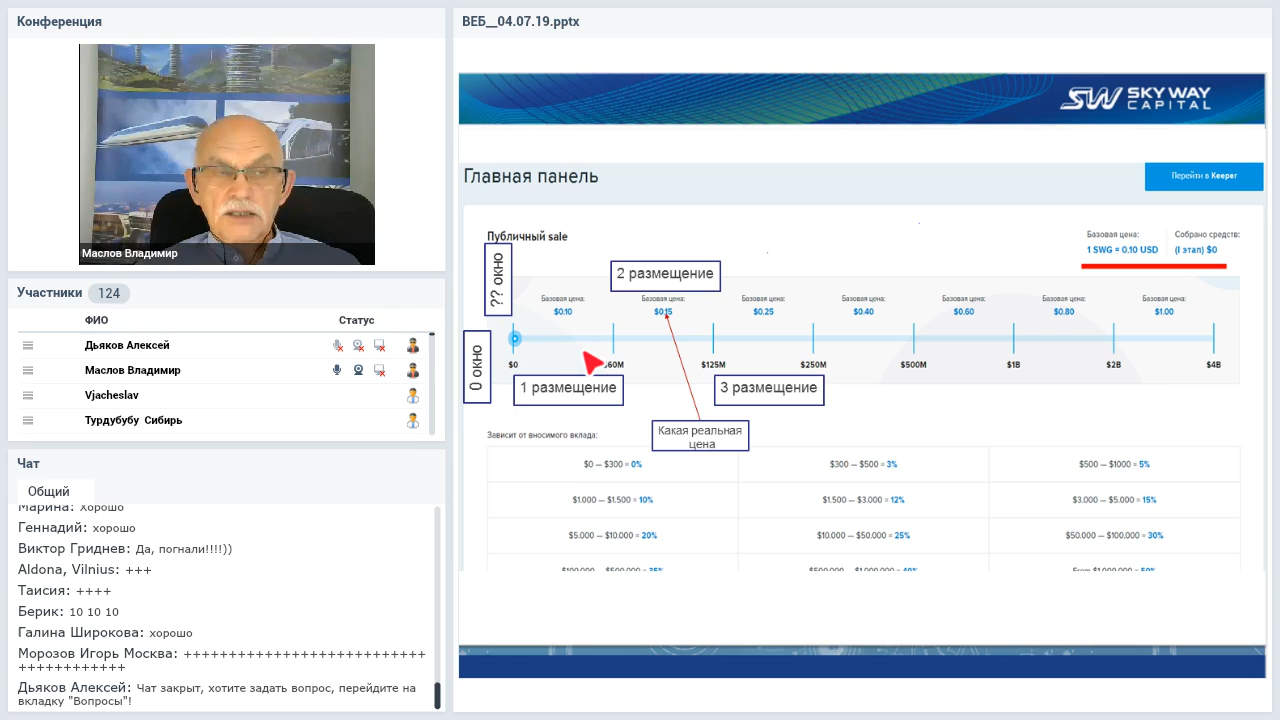 Конференция
Маслов Владимир
Участники 124
ФИО Статус
Дьяков Алексей
Маслов Владимир
Vjacheslav
Турдубубу Сибирь
Чат
Общий
Марина: хорошо
Геннадий: хорошо
Виктор Гриднев: Да, погнали!!!!))
Aldona, Vilnius: +++
Таисия: ++++
Берик: 10 10 10
Галина Широкова: хорошо
Морозов Игорь Москва: +++++++++++++++++++++++++++
++++++++++++
Дьяков Алексей: Чат закрыт, хотите задать вопрос, перейдите на
вкладку "Вопросы"!
ВЕБ__04.07.19.pptx
SW SKY WAY
CAPITAL
Главная панель
Перейти в Keeper
Публичный sale
Базовая цена: Собрано средств:
1 SWG = 0.10 USD (I этап) $0
?? окно
2 размещение
Базовая цена: Базовая цена: Базовая цена: Базовая цена: Базовая цена: Базовая цена: Базовая цена:
$0.10 $0.15 $0.25 $0.40 $0.60 $0.80 $1.00
0 окно
$0 $125M $250M $500M $1B $2B $4B
1 размещение 3 размещение
Какая реальная
цена
Зависит от вносимого вклада:
$0 — $300 = 0% $300 — $500 = 3% $500 — $1000 = 5%
$1.000 — $1.500 = 10% $1.500 — $3.000 = 12% $3.000 — $5.000 = 15%
$5.000 — $10.000 = 20% $10.000 — $50.000 = 25% $50.000 — $100.000 = 30%